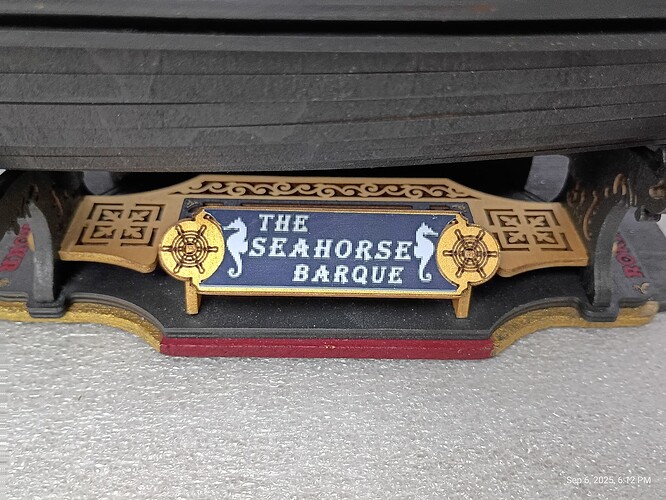 THE
SEAHORSE
BARQUE
Sep 6, 2025, 6:12 PM